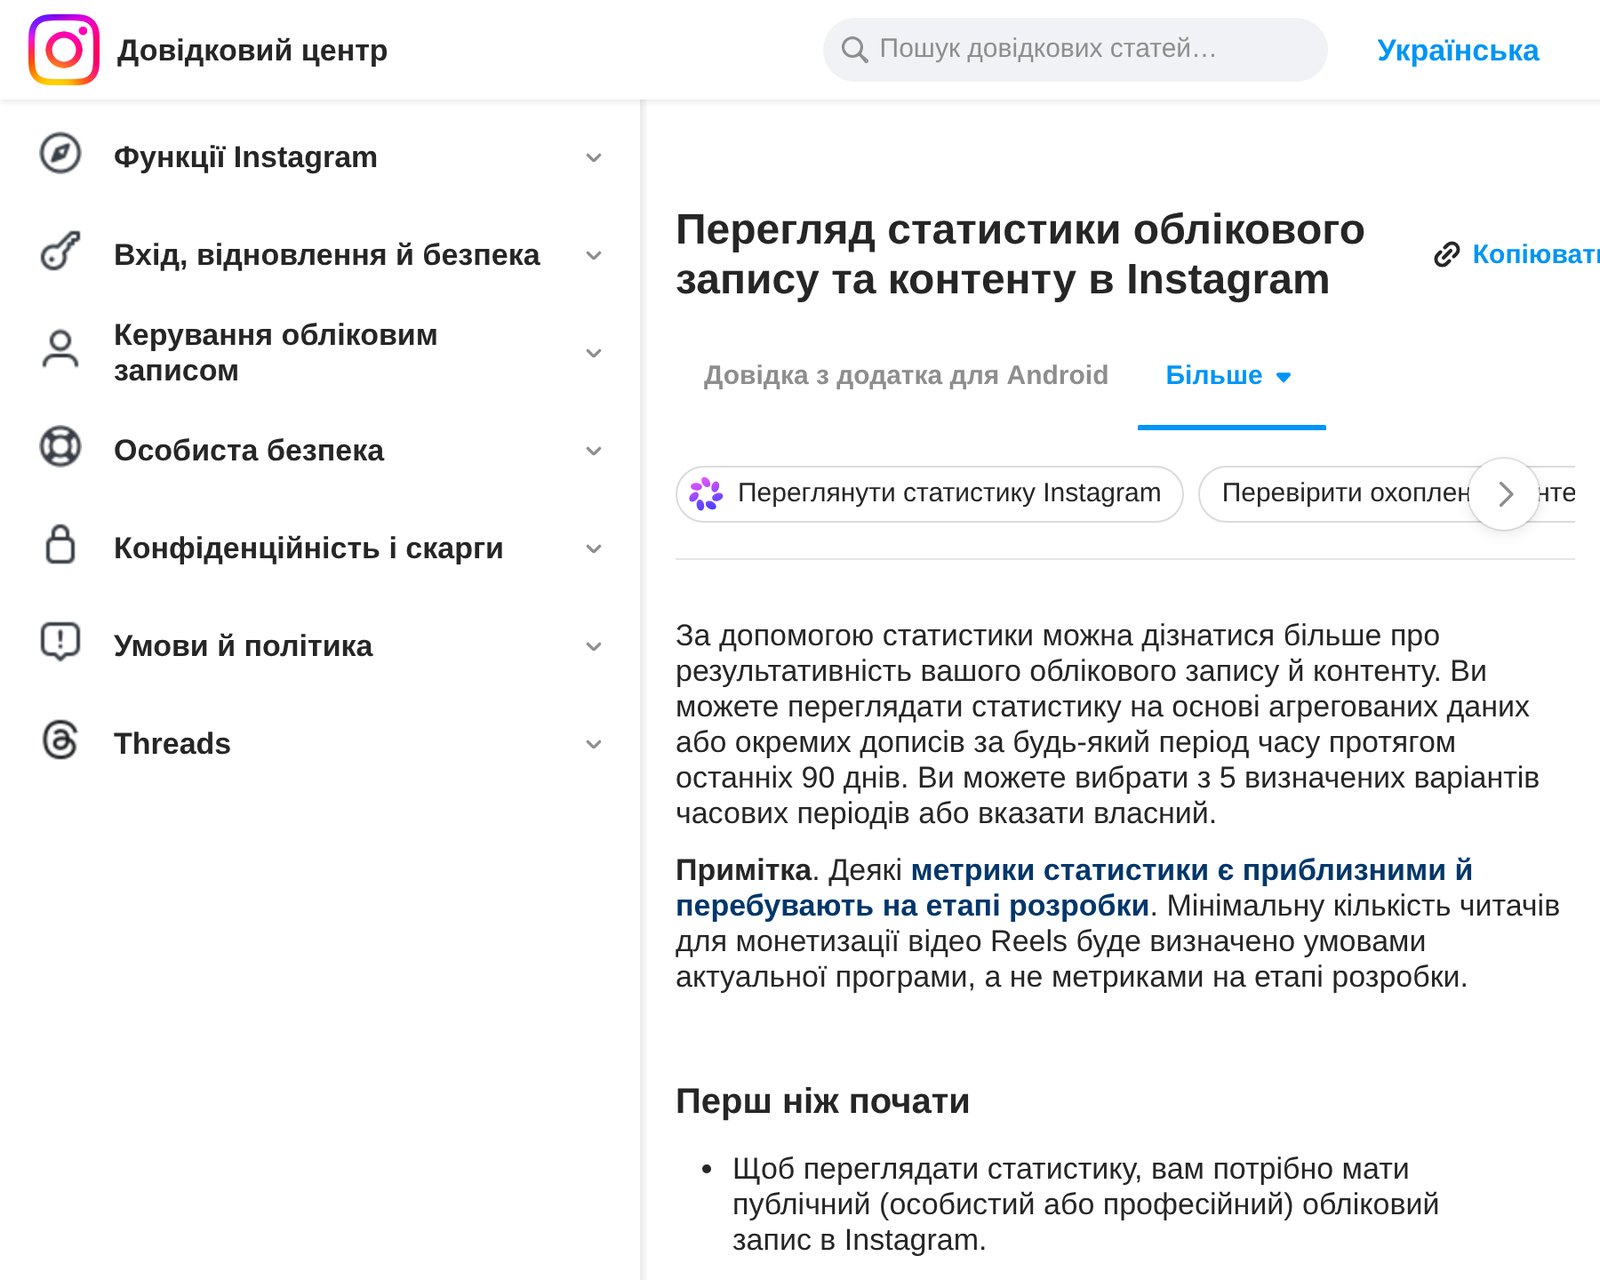 Довідковий центр
Пошук довідкових статей…
Українська
Функції Instagram
Вхід, відновлення й безпека
Керування обліковим
записом
Особиста безпека
Конфіденційність і скарги
Умови й політика
Threads
Перегляд статистики облікового
запису та контенту в Instagram
Копіювати
Довідка з додатка для Android
Більше
Переглянути статистику Instagram
Перевірити охоплен
За допомогою статистики можна дізнатися більше про
результативність вашого облікового запису й контенту. Ви
можете переглядати статистику на основі агрегованих даних
або окремих дописів за будь-який період часу протягом
останніх 90 днів. Ви можете вибрати з 5 визначених варіантів
часових періодів або вказати власний.
Примітка. Деякі метрики статистики є приблизними й
перебувають на етапі розробки. Мінімальну кількість читачів
для монетизації відео Reels буде визначено умовами
актуальної програми, а не метриками на етапі розробки.
Перш ніж почати
• Щоб переглядати статистику, вам потрібно мати
публічний (особистий або професійний) обліковий
запис в Instagram.